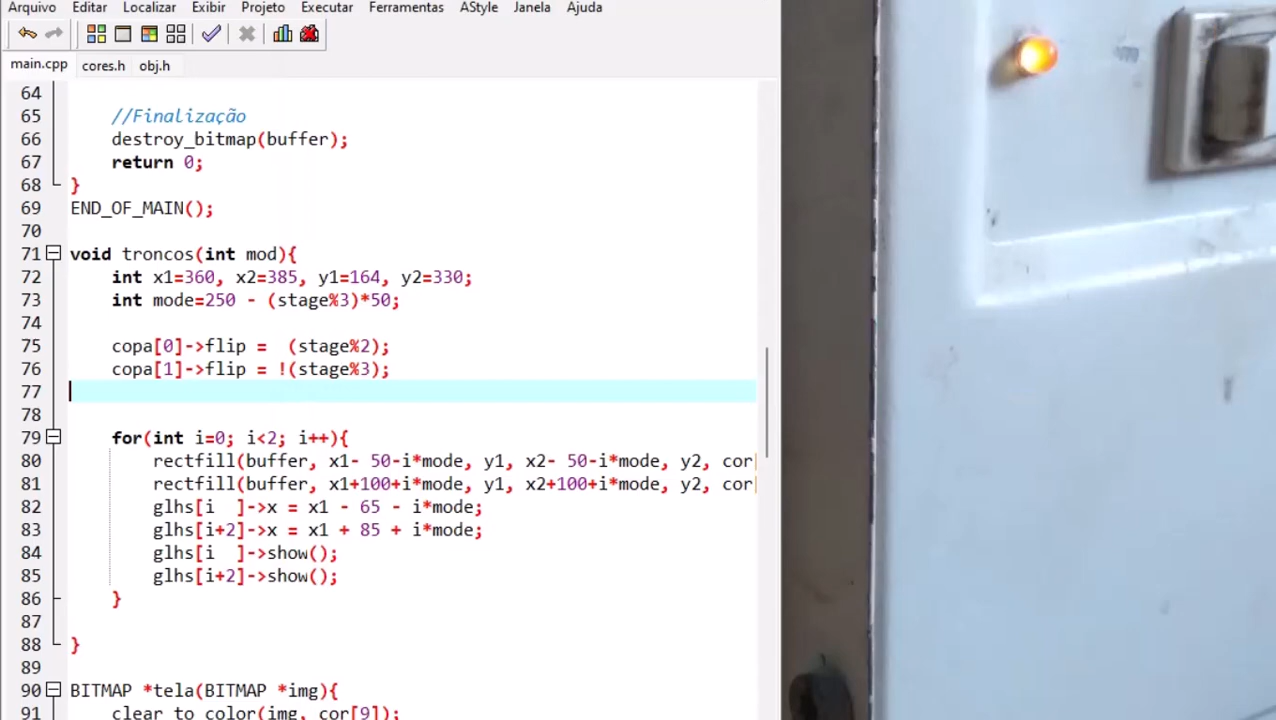 Arquivo Editar Localizar Exibir Projeto Executar Ferramentas AStyle Janela Ajuda
main.cpp cores.h obj.h
64
65 //Finalização
66 destroy_bitmap(buffer);
67 return 0;
68 }
69 END_OF_MAIN();
70
71 void troncos(int mod){
72 int x1=360, x2=385, y1=164, y2=330;
73 int mode=250 - (stage%3)*50;
74
75 copa[0]->flip =  (stage%2);
76 copa[1]->flip = !(stage%3);
77
78
79 for(int i=0; i<2; i++){
80 rectfill(buffer, x1- 50-i*mode, y1, x2- 50-i*mode, y2, cor[
81 rectfill(buffer, x1+100+i*mode, y1, x2+100+i*mode, y2, cor[
82 glhs[i  ]->x = x1 - 65 - i*mode;
83 glhs[i+2]->x = x1 + 85 + i*mode;
84 glhs[i  ]->show();
85 glhs[i+2]->show();
86 }
87
88 }
89
90 BITMAP *tela(BITMAP *img){
91 clear_to_color(img, cor[9]);